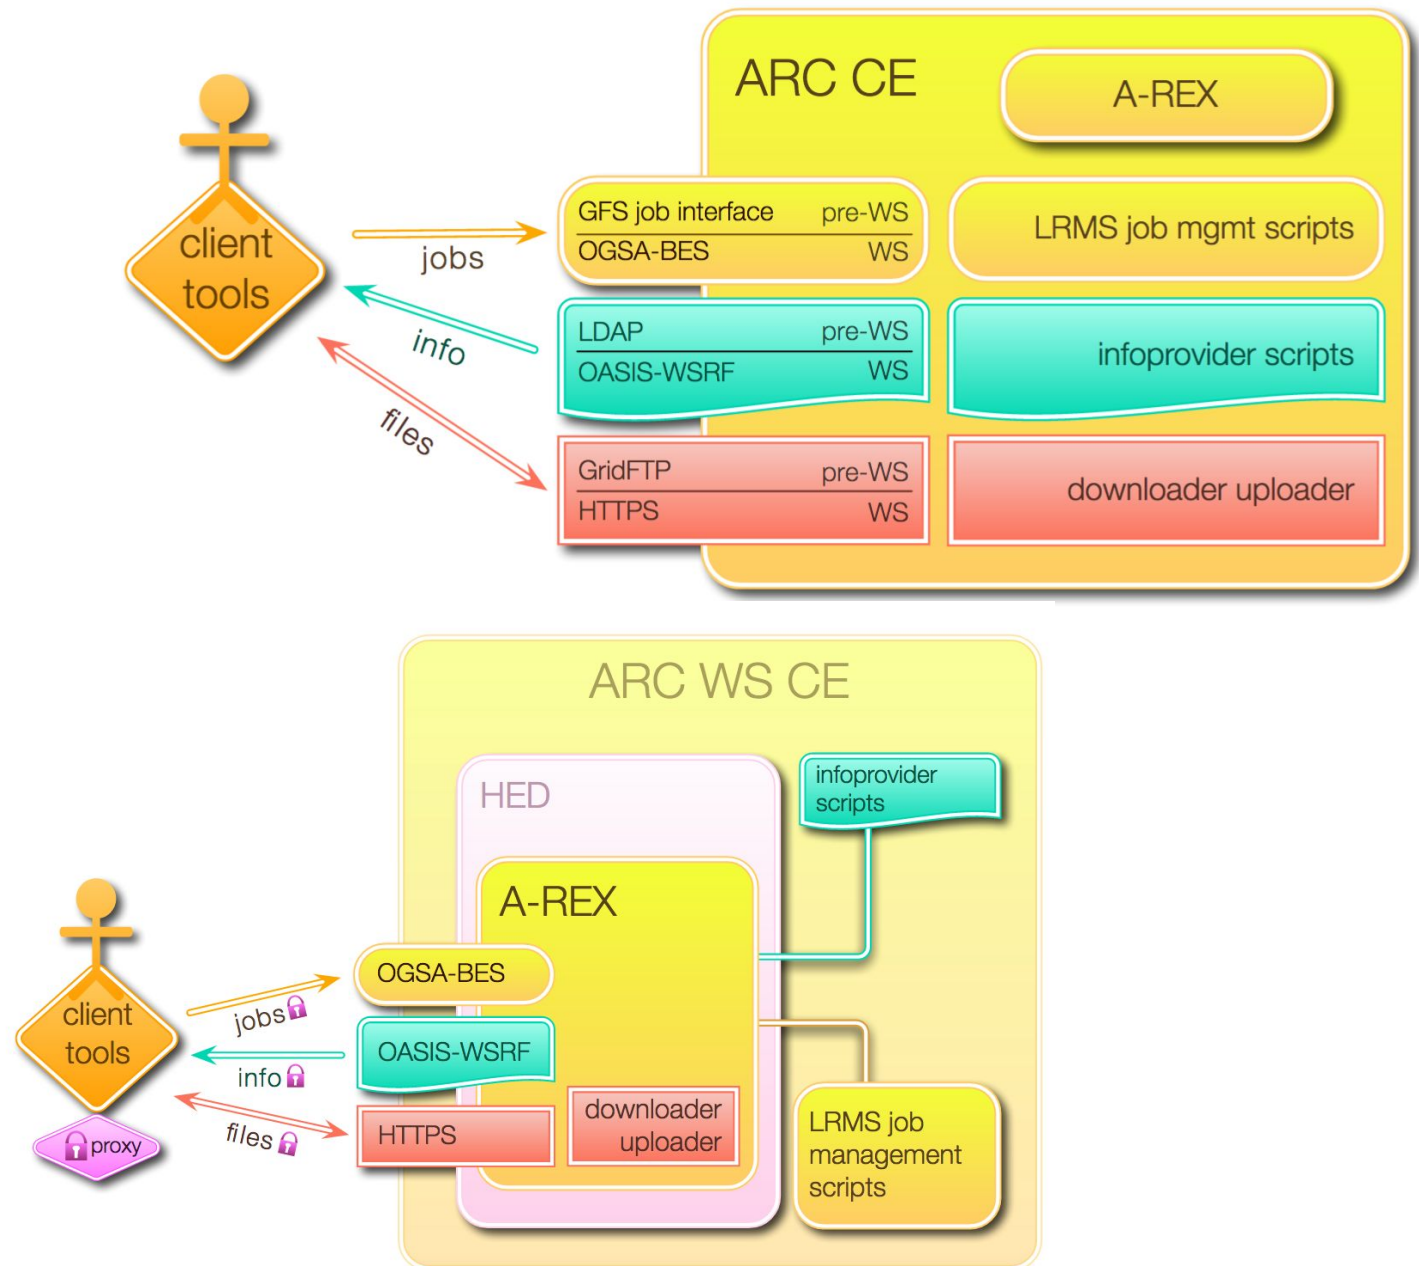 ARC CE
A-REX
client
tools
jobs
info
files
GFS job interface pre-WS
OGSA-BES WS
LRMS job mgmt scripts
LDAP pre-WS
OASIS-WSRF WS
infoprovider scripts
GridFTP pre-WS
HTTPS WS
downloader uploader
ARC WS CE
HED
infoprovider
scripts
A-REX
client
tools
proxy
jobs
info
files
OGSA-BES
OASIS-WSRF
HTTPS
downloader
uploader
LRMS job
management
scripts